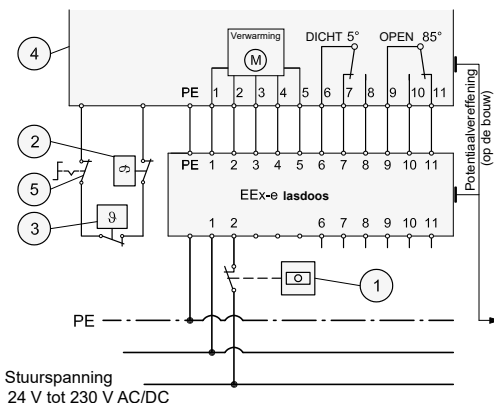 Verwarming
M
DICHT 5° OPEN 85°
4
PE 1 2 3 4 5 6 7 8 9 10 11
Potentiaalvereffening
(op de bouw)
2
ϑ
5
3
ϑ
PE 1 2 3 4 5 6 7 8 9 10 11
EEx-e lasdoos
1 2 6 7 8 9 10 11
1
PE
Stuurspanning
24 V tot 230 V AC/DC